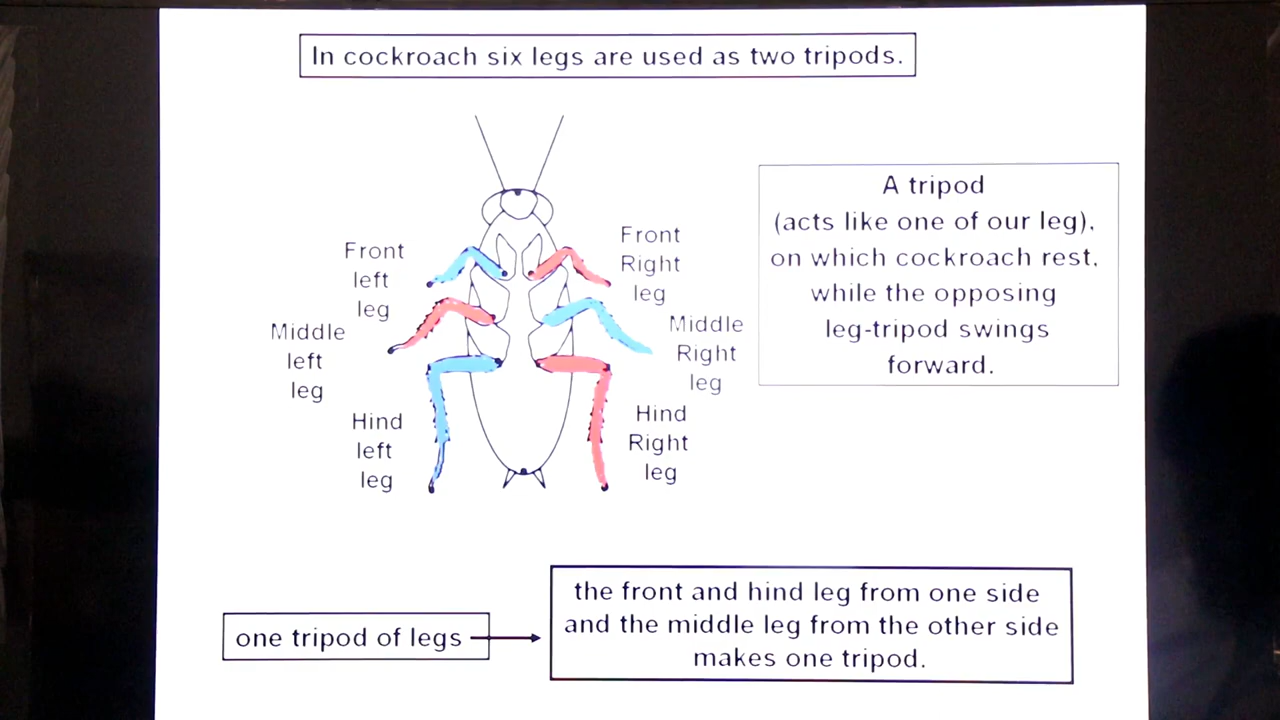 In cockroach six legs are used as two tripods.
A tripod
(acts like one of our leg),
on which cockroach rest,
while the opposing
leg-tripod swings
forward.
Front
left
leg
Front
Right
leg
Middle
left
leg
Middle
Right
leg
Hind
left
leg
Hind
Right
leg
one tripod of legs
the front and hind leg from one side
and the middle leg from the other side
makes one tripod.